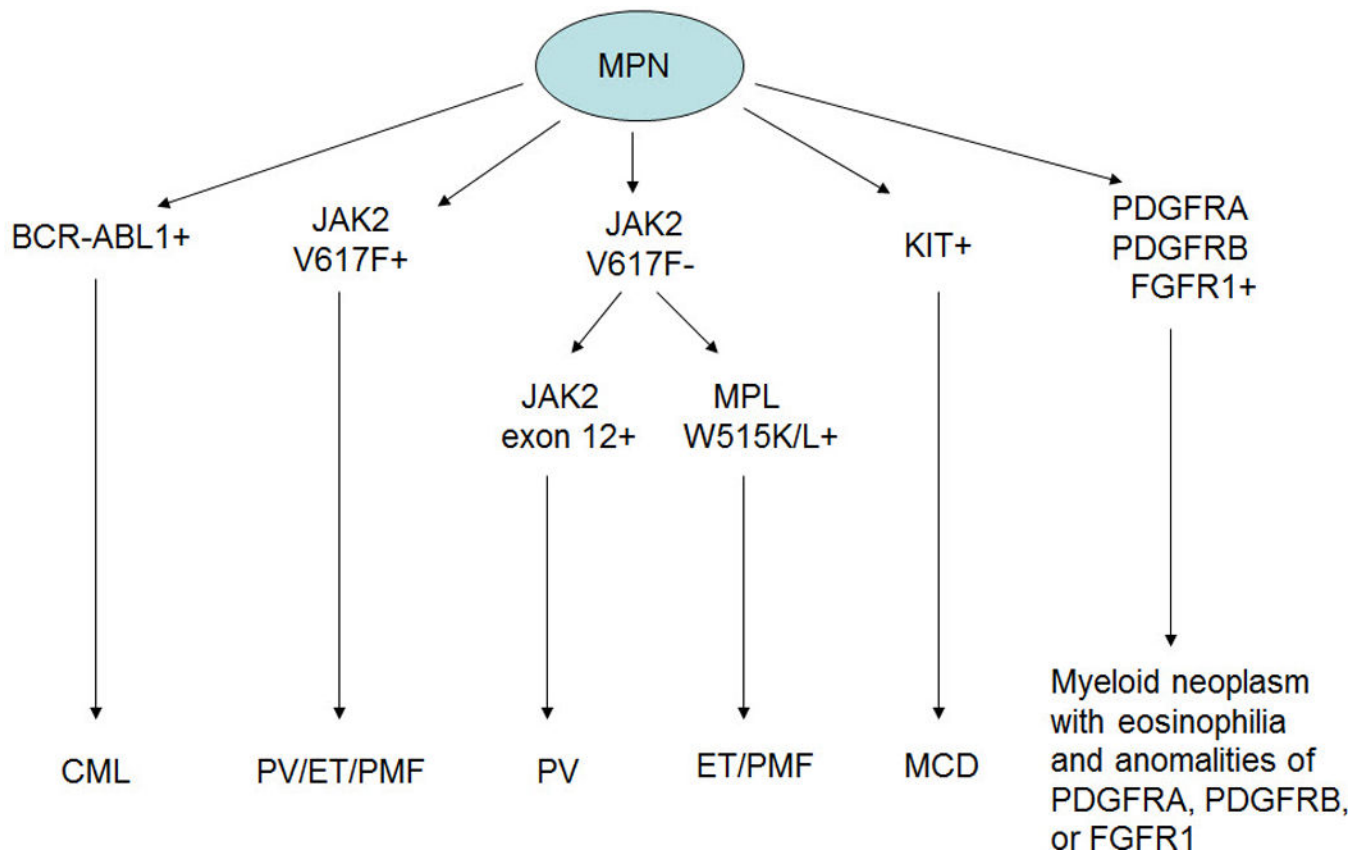 MPN
BCR-ABL1+
JAK2
V617F+
JAK2
V617F-
KIT+
PDGFRA
PDGFRB
FGFR1+
JAK2
exon 12+
MPL
W515K/L+
CML
PV/ET/PMF
PV
ET/PMF
MCD
Myeloid neoplasm
with eosinophilia
and anomalities of
PDGFRA, PDGFRB,
or FGFR1